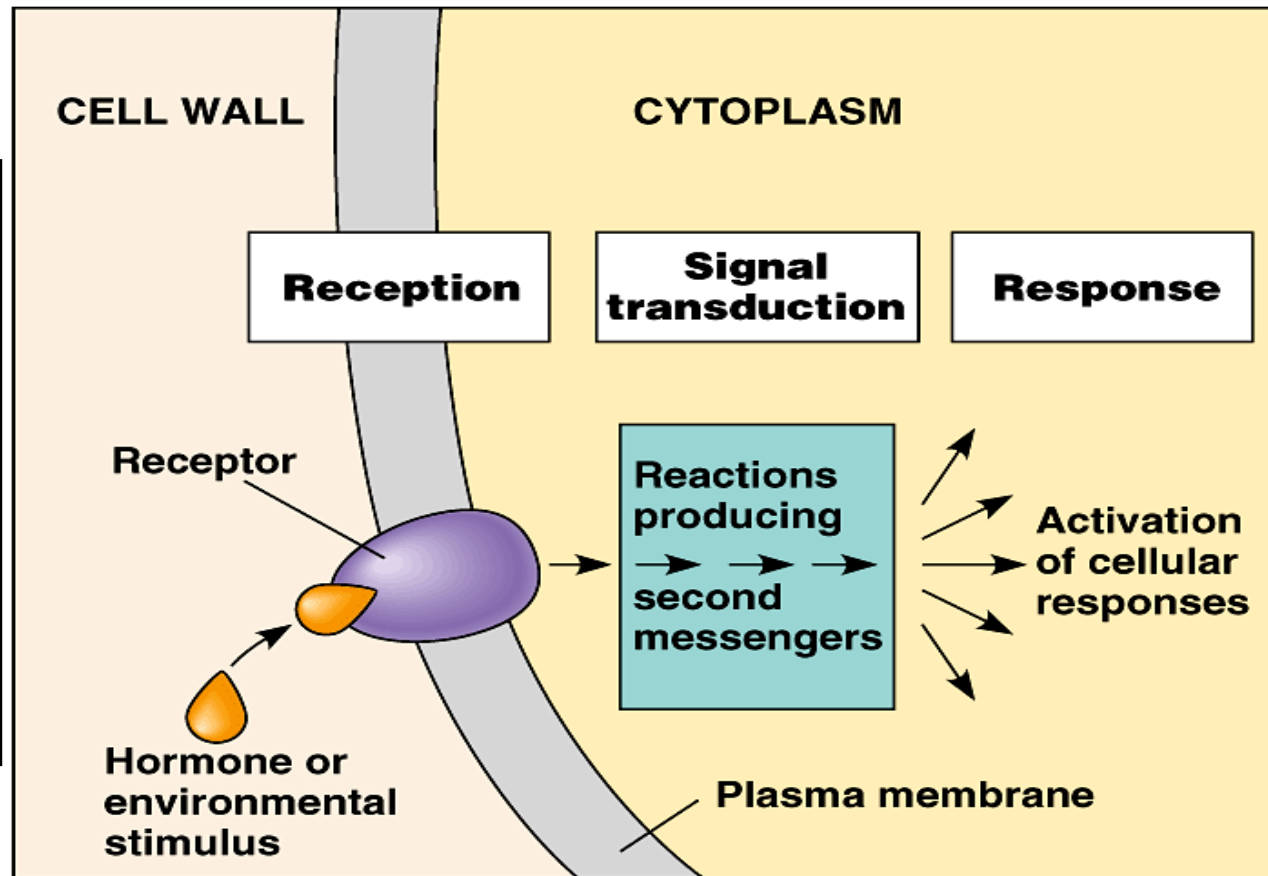 CELL WALL
CYTOPLASM
Reception
Signal
transduction
Response
Receptor
Reactions
producing
second
messengers
Activation
of cellular
responses
Hormone or
environmental
stimulus
Plasma membrane